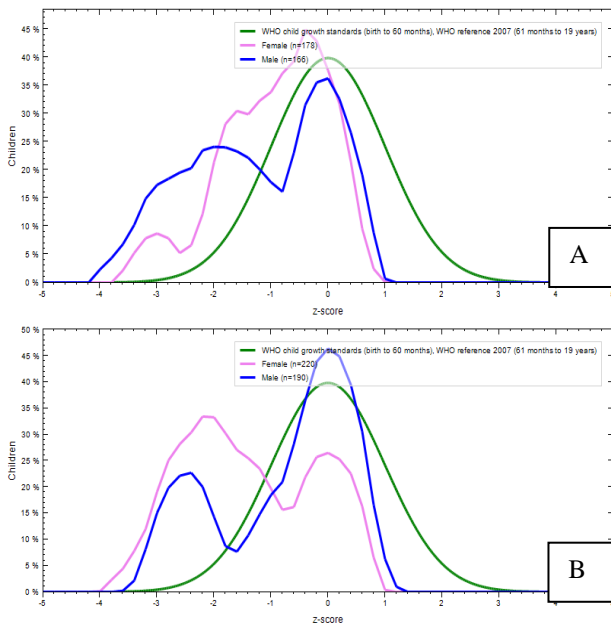 45 %
40 %
35 %
30 %
25 %
20 %
15 %
10 %
5 %
0 %
Children
WHO child growth standards (birth to 60 months), WHO reference 2007 (61 months to 19 years)
Female (n=178)
Male (n=166)
A
-5 -4 -3 -2 -1 0 1 2 3 4
z-score
50 %
45 %
40 %
35 %
30 %
25 %
20 %
15 %
10 %
5 %
0 %
Children
WHO child growth standards (birth to 60 months), WHO reference 2007 (61 months to 19 years)
Female (n=220)
Male (n=190)
B
-5 -4 -3 -2 -1 0 1 2 3 4
z-score